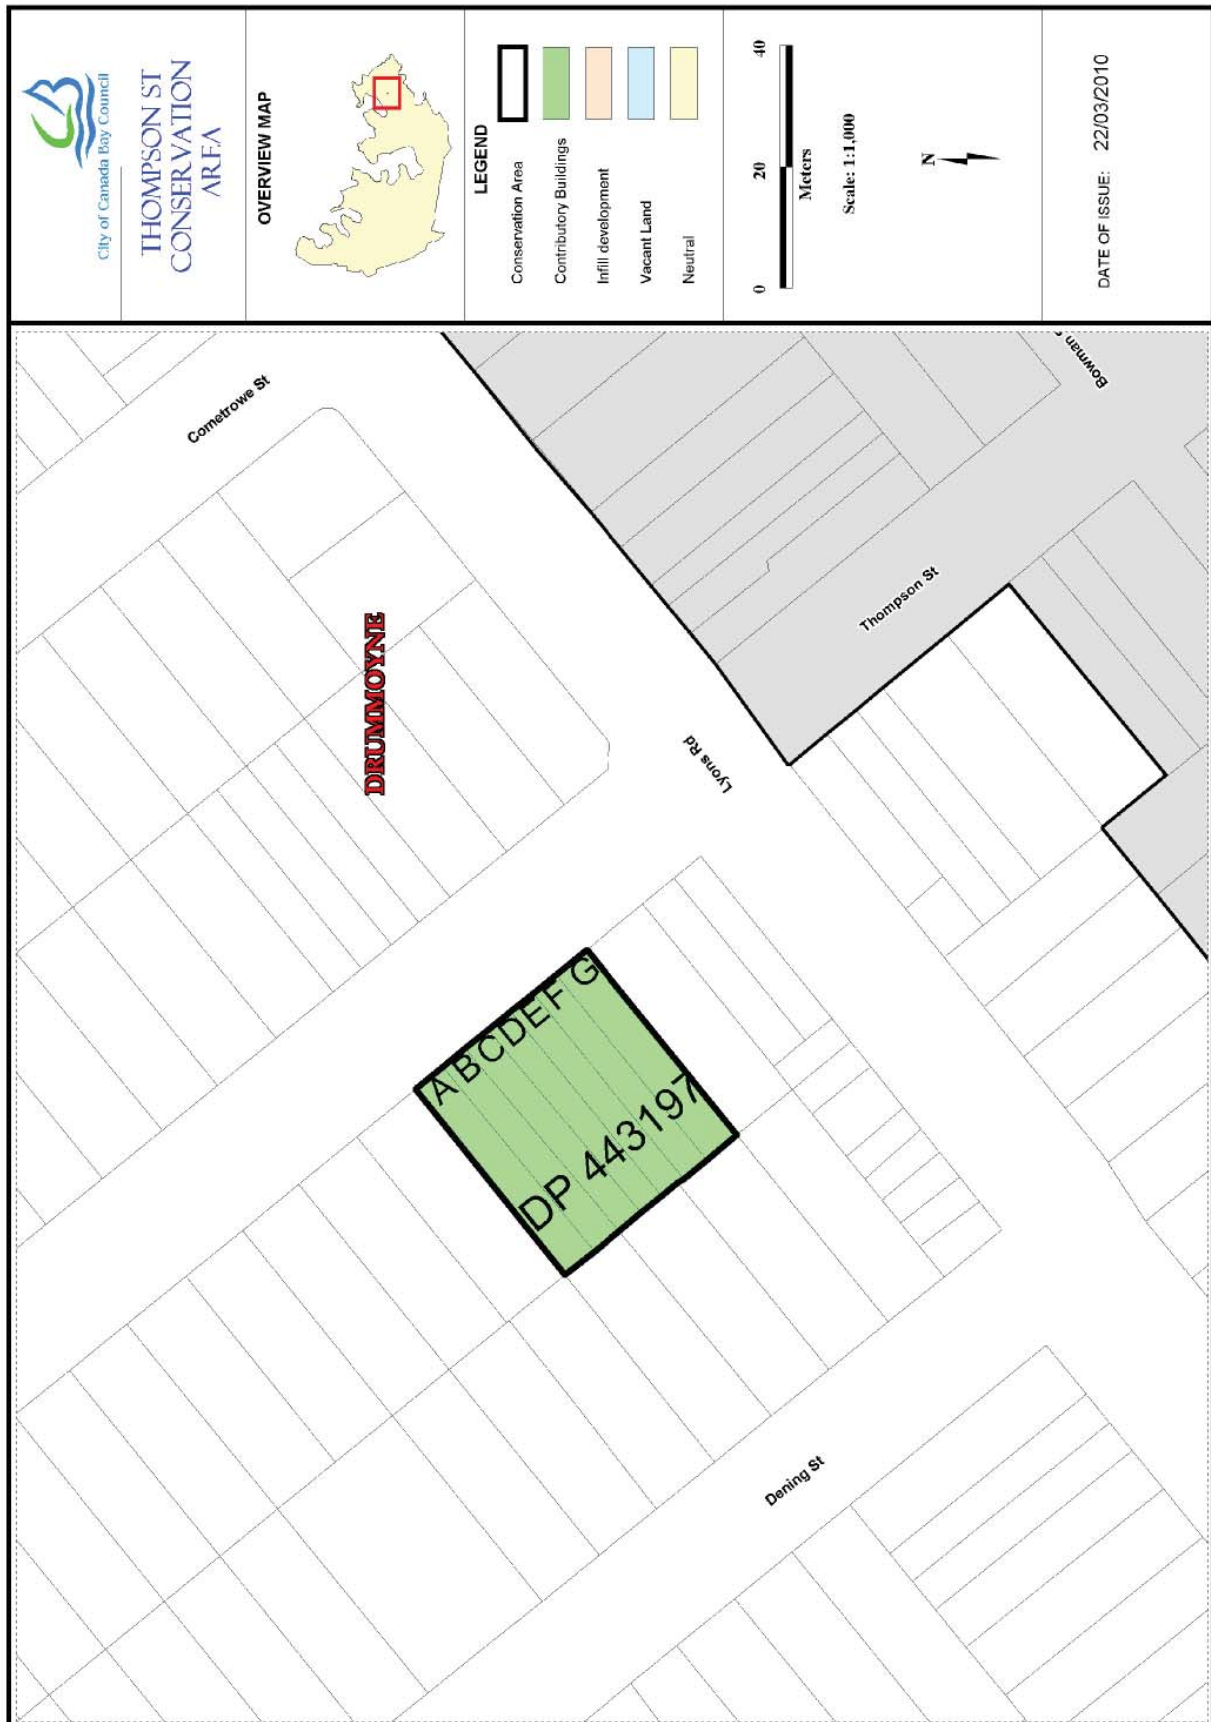 City of Canada Bay Council
THOMPSON ST
CONSERVATION
AREA
OVERVIEW MAP
LEGEND
Conservation Area
Contributory Buildings
Infill development
Vacant Land
Neutral
0 20 40
Meters
Scale: 1:1,000
N
DATE OF ISSUE: 22/03/2010
Cometrowe St
DRUMMOYNE
Bowman
Thompson St
Lyons Rd
A B C D E F G
DP 443197
Dening St